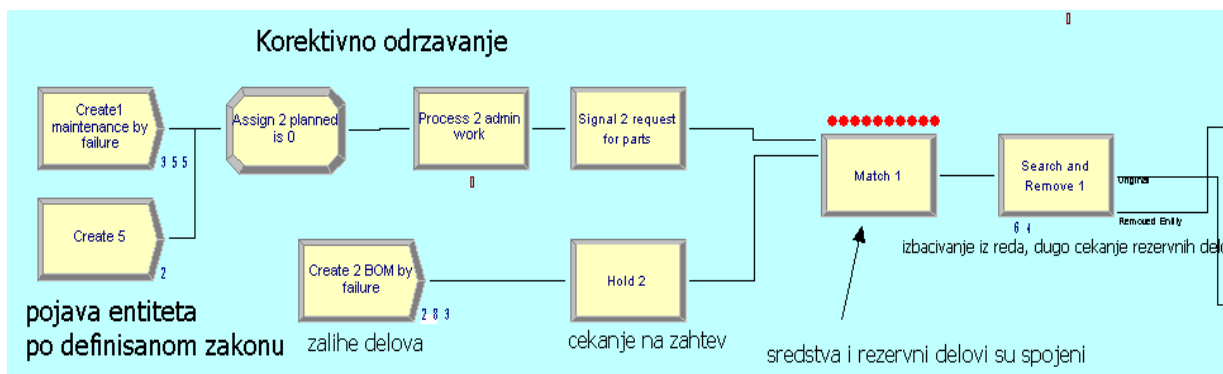 Korektivno odrzavanje
Create1
maintenance by
failure
3 5 5
Assign 2 planned
is 0
Process 2 admin
work
Signal 2 request
for parts
Match 1
Search and
Remove 1
Original
Removed Entity
6 4
izbacivanje iz reda, dugo cekanje rezervnih delo
Create 5
2
Create 2 BOM by
failure
2 8 3
Hold 2
pojava entiteta
po definisanom zakonu
zalihe delova
cekanje na zahtev
sredstva i rezervni delovi su spojeni